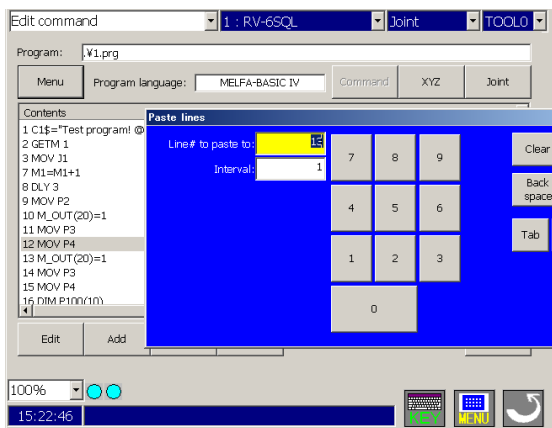 Edit command 1 : RV-6SQL Joint TOOL0
Program: .¥1.prg
Menu Program language: MELFA-BASIC IV Command XYZ Joint
Contents
Paste lines
1 C1$="Test program! @
2 GETM 1
3 MOV J1
7 M1=M1+1
8 DLY 3
9 MOV P2
10 M_OUT(20)=1
11 MOV P3
12 MOV P4
13 M_OUT(20)=1
14 MOV P3
15 MOV P4
16 DIM P100(10)
Line# to paste to:
Interval: 1
7 8 9
4 5 6
1 2 3
0
Clear
Back
space
Tab
Edit Add
100%
15:22:46
KEY MENU